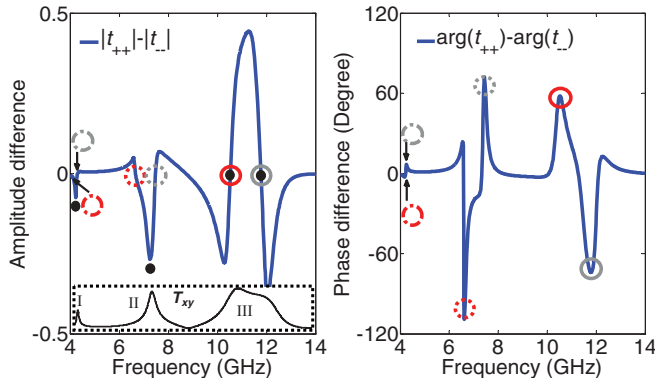 0.5
|t++|-|t--|
Amplitude difference
0
I
II
Txy
III
-0.5
4 6 8 10 12 14
Frequency (GHz)
120
arg(t++)-arg(t--)
60
Phase difference (Degree)
0
-60
-120
4 6 8 10 12 14
Frequency (GHz)